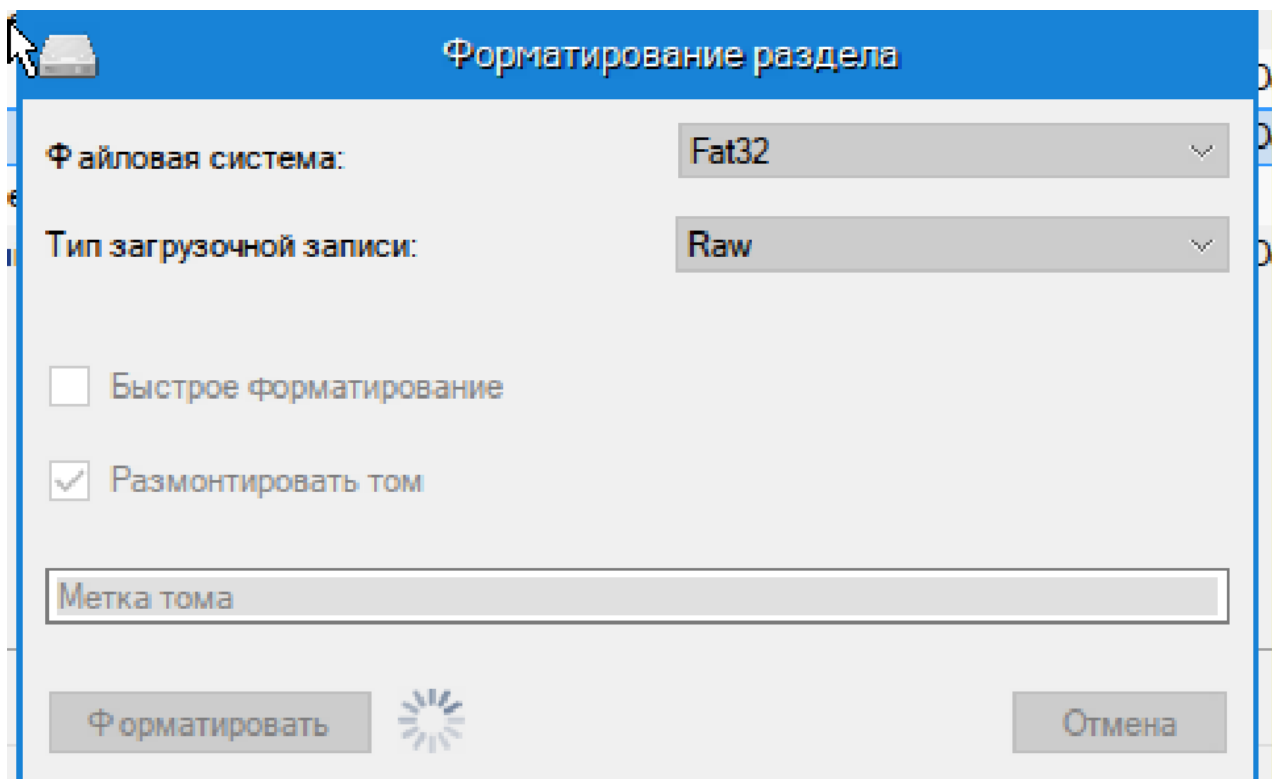 Форматирование раздела
Файловая система:
Fat32
Тип загрузочной записи:
Raw
Быстрое форматирование
Размонтировать том
Метка тома
Форматировать
Отмена